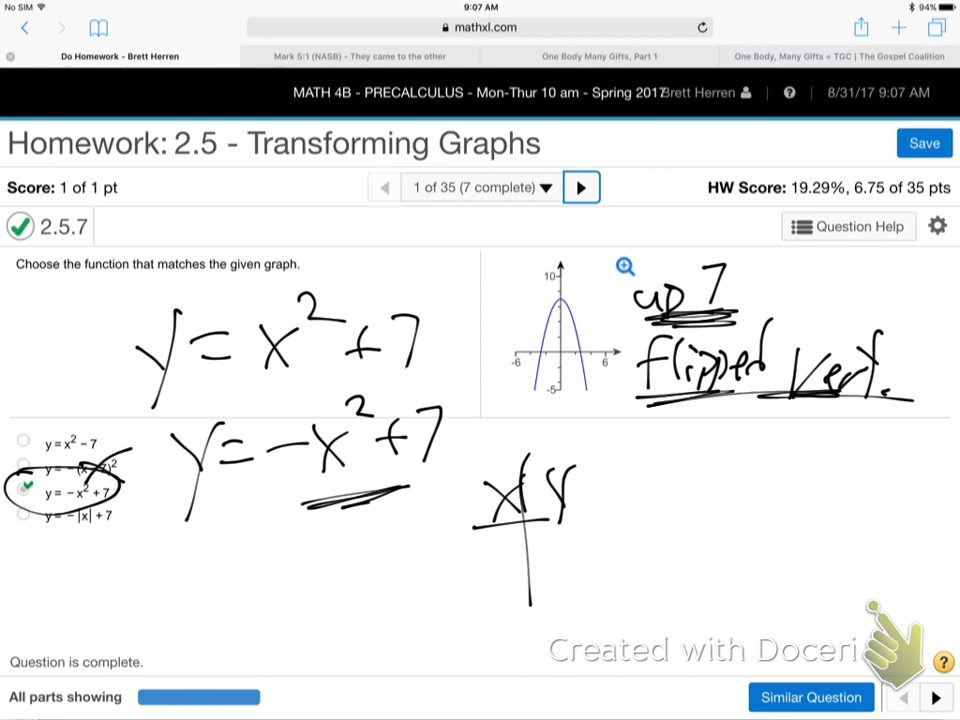 No SIM 9:07 AM 94%
mathxl.com
Do Homework - Brett Herren Mark 5:1 (NASB) - They came to the other One Body Many Gifts, Part 1 One Body, Many Gifts « TGC | The Gospel Coalition
MATH 4B - PRECALCULUS - Mon-Thur 10 am - Spring 2017 Brett Herren ? 8/31/17 9:07 AM
Homework: 2.5 - Transforming Graphs Save
Score: 1 of 1 pt 1 of 35 (7 complete) HW Score: 19.29%, 6.75 of 35 pts
2.5.7 Question Help
Choose the function that matches the given graph.
y = x² + 7
10
-6 6
-5
up 7
flipped Vert.
y = x² - 7
y = -(x - 7)²
y = - x² + 7
y = - |x| + 7
y = -x² + 7
x y
Created with Doceri
Question is complete. ?
All parts showing Similar Question